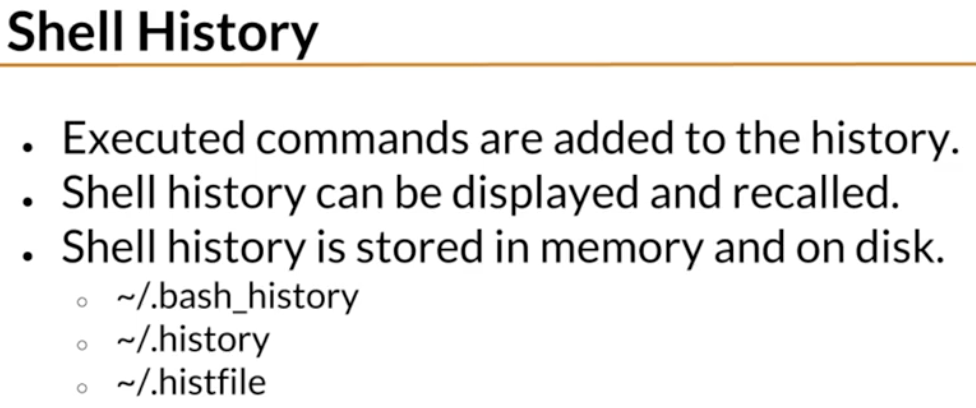 Shell History
• Executed commands are added to the history.
• Shell history can be displayed and recalled.
• Shell history is stored in memory and on disk.
◦ ~/.bash_history
◦ ~/.history
◦ ~/.histfile